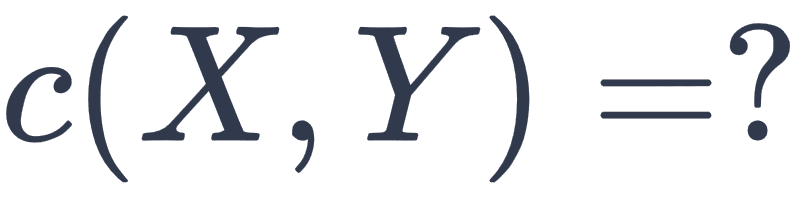 c(X, Y) =?